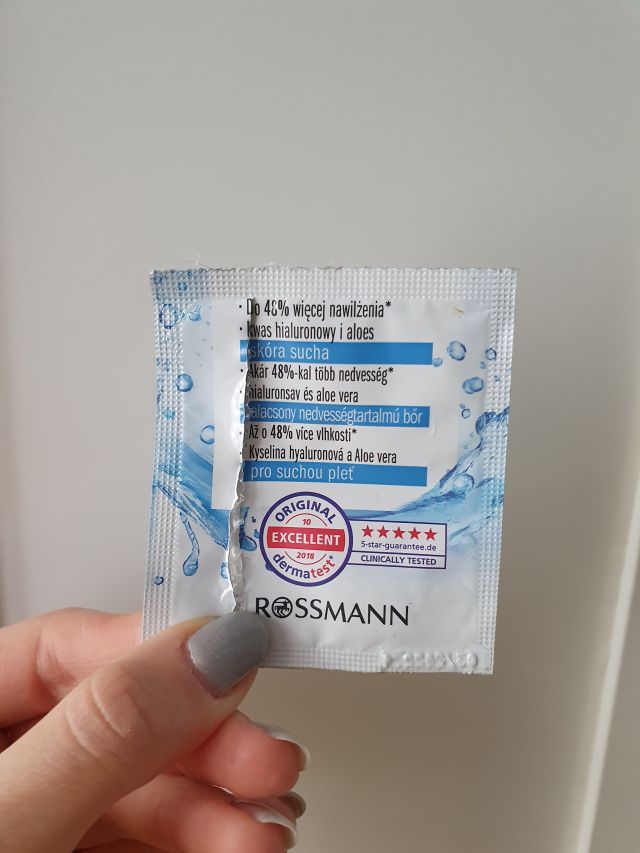 · Do 48% więcej nawilżenia*
· kwas hialuronowy i aloes
skóra sucha
· Akár 48%-kal több nedvesség*
· hialuronsav és aloe vera
alacsony nedvességtartalmú bőr
· Až o 48% více vlhkosti*
· Kyselina hyaluronová a Aloe vera
pro suchou pleť
ORIGINAL
10
EXCELLENT
2018
dermatest®
5-star-guarantee.de
CLINICALLY TESTED
ROSSMANN